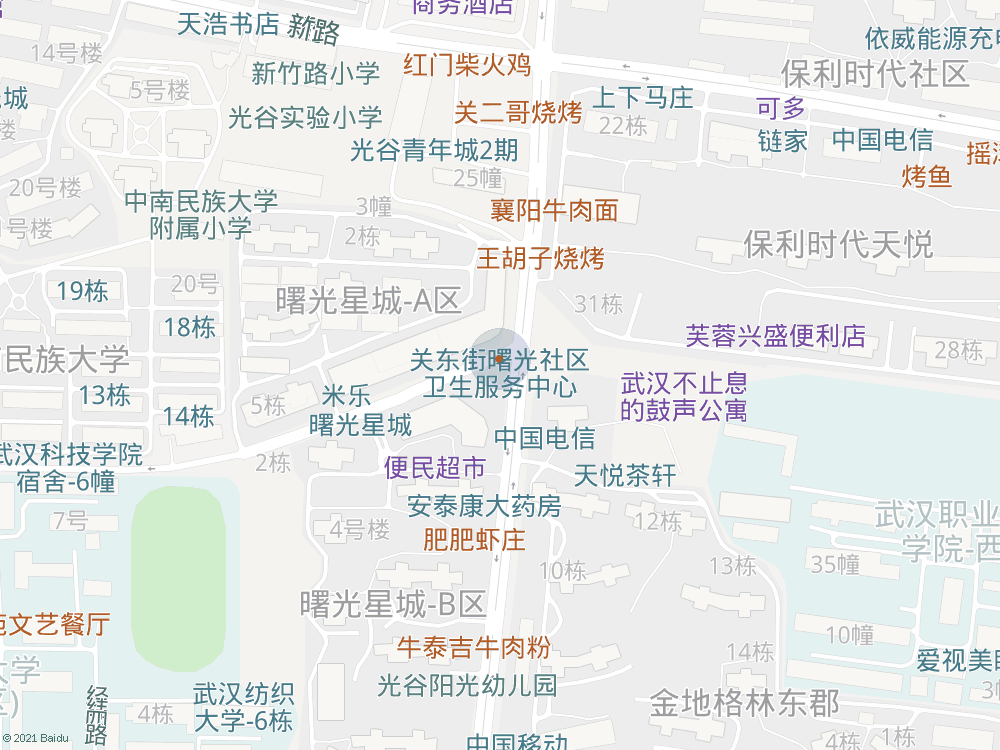 商务酒店
天浩书店
新路
14号楼
红门柴火鸡
依威能源充电
新竹路小学
保利时代社区
5号楼
城
上下马庄
可多
关二哥烧烤
光谷实验小学
22栋
链家
中国电信
光谷青年城2期
烤鱼
25幢
20号楼
中南民族大学
附属小学
3幢
襄阳牛肉面
1号楼
2栋
保利时代天悦
王胡子烧烤
20号
19栋
曙光星城-A区
31栋
18栋
芙蓉兴盛便利店
28栋
民族大学
关东街曙光社区
卫生服务中心
武汉不止息
的鼓声公寓
13栋
米乐
5栋
14栋
曙光星城
中国电信
武汉科技学院
宿舍-6幢
2栋
便民超市
天悦茶轩
安泰康大药房
7号
4号楼
12栋
武汉职业
学院-西
肥肥虾庄
35幢
13栋
10栋
曙光星城-B区
文艺餐厅
10幢
牛泰吉牛肉粉
14栋
爱视美眼
大学
区)
光谷阳光幼儿园
武汉纺织
大学-6栋
金地格林东郡
4栋
经一路
中国移动
4栋
1栋
© 2021 Baidu